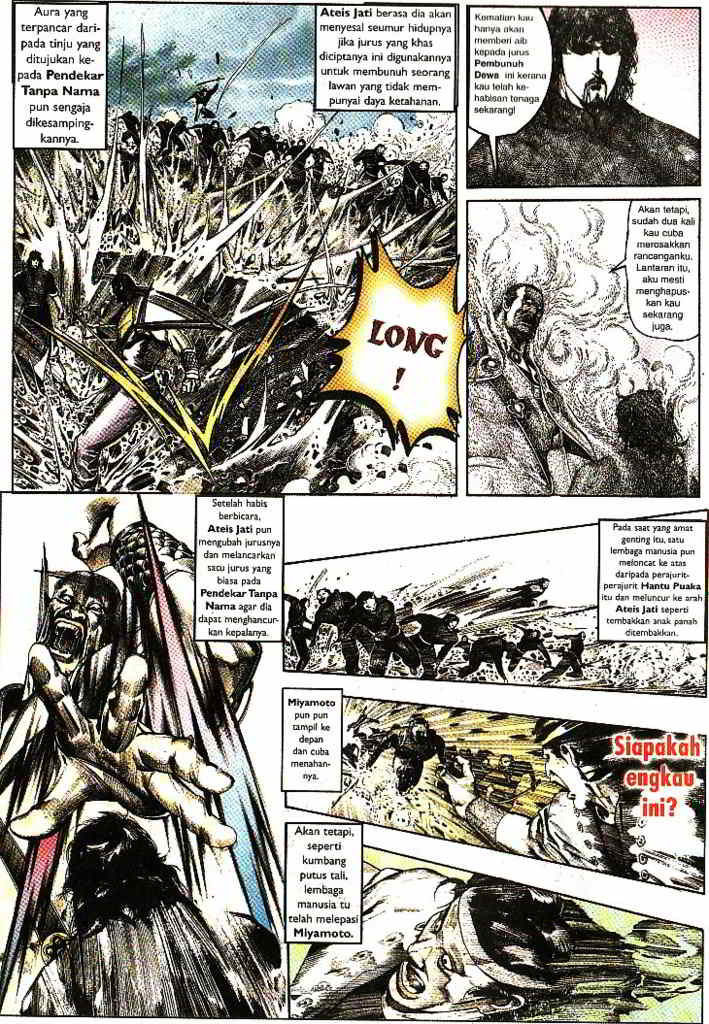 Aura yang
terpancar dari-
pada tinju yang
ditujukan ke-
pada Pendekar
Tanpa Nama
pun sengaja
dikesamping-
kannya.
Ateis Jati berasa dia akan
menyesal seumur hidupnya
jika jurus yang khas
diciptanya ini digunakannya
untuk membunuh seorang
lawan yang tidak mem-
punyai daya ketahanan.
LONG
!
Kematian kau
hanya akan
memberi aib
kepada jurus
Pembunuh
Dewa ini kerana
kau telah ke-
habisan tenaga
sekarang!
Akan tetapi,
sudah dua kali
kau cuba
merosakkan
rancanganku.
Lantaran itu,
aku mesti
menghapus-
kan kau
sekarang
juga.
Setelah habis
berbicara,
Ateis Jati pun
mengubah jurusnya
dan melancarkan
satu jurus yang
biasa pada
Pendekar Tanpa
Nama agar dia
dapat menghancur-
kan kepalanya.
Pada saat yang amat
genting itu, satu
lembaga manusia pun
meloncat ke atas
daripada perajurit-
perajurit Hantu Puaka
itu dan meluncur ke arah
Ateis Jati seperti
tembakkan anak panah
ditembakkan.
Miyamoto
pun pun
tampil ke
depan
dan cuba
menahan-
nya.
Siapakah
engkau
ini?
Akan tetapi,
seperti
kumbang
putus tali,
lembaga
manusia tu
telah melepasi
Miyamoto.